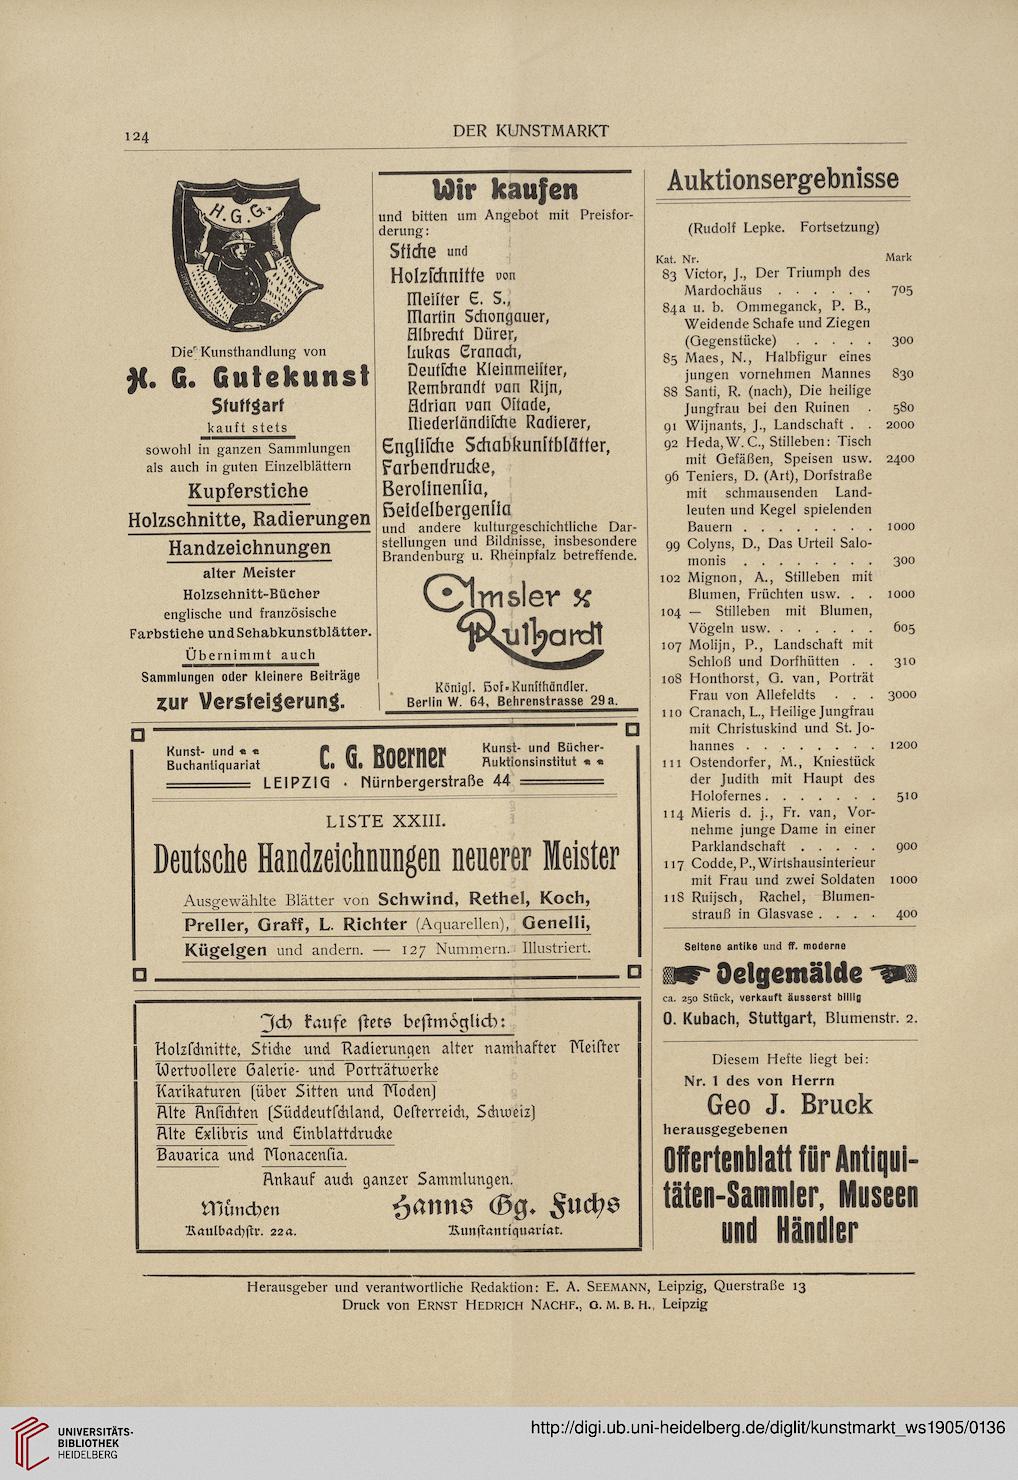 124
DER KUNSTMARKT
H. G. G.
Die Kunsthandlung von
H. G. Gutekunst
Stuttgart
kauft stets
sowohl in ganzen Sammlungen
als auch in guten Einzelblättern
Kupferstiche
Holzschnitte, Radierungen
Handzeichnungen
alter Meister
Holzschnitt-Bücher
englische und französische
Farbstiche und Schabkunstblätter.
Übernimmt auch
Sammlungen oder kleinere Beiträge
zur Versteigerung.
Wir kaufen
und bitten um Angebot mit Preisfor-
derung:
Stiche und
Holzſchnitte von
Meiſter E. S.,
Martin Schongauer,
Albrecht Dürer,
Lukas Cranach,
Deutſche Kleinmeiſter,
Rembrandt van Rijn,
Adrian van Oſtade,
Niederländiſche Radierer,
Engliſche Schabkunſtblätter,
Farbendrucke,
Berolinenſia,
Heidelbergenſia
und andere kulturgeschichtliche Dar-
stellungen und Bildnisse, insbesondere
Brandenburg u. Rheinpfalz betreffende.
Amsler &
Ruthardt
Königl. Hof-Kunſthändler.
Berlin W. 64, Behrenstrasse 29a.
Kunst- und
Buchantiquariat
C. G. Boerner
Kunst- und Bücher-
Auktionsinstitut
LEIPZIG · Nürnbergerstraße 44
LISTE XXIII.
Deutsche Handzeichnungen neuerer Meister
Ausgewählte Blätter von Schwind, Rethel, Koch,
Preller, Graff, L. Richter (Aquarellen), Genelli,
Kügelgen und andern. — 127 Nummern. Illustriert.
Ich kaufe ſtets beſtmöglich:
Holzſchnitte, Stiche und Radierungen alter namhafter Meiſter
Wertvollere Galerie- und Porträtwerke
Karikaturen (über Sitten und Moden)
Alte Anſichten (Süddeutſchland, Oeſterreich, Schweiz)
Alte Exlibris und Einblattdrucke
Bavarica und Monacenſia.
Ankauf auch ganzer Sammlungen.
München
Kaulbachſtr. 22a.
Hanns Gg. Fuchs
Kunſtantiquariat.
Auktionsergebnisse
(Rudolf Lepke. Fortsetzung)
Kat. Nr. Mark
83 Victor, J., Der Triumph des
Mardochäus . . . . . . 705
84a u. b. Ommeganck, P. B.,
Weidende Schafe und Ziegen
(Gegenstücke) . . . . . 300
85 Maes, N., Halbfigur eines
jungen vornehmen Mannes 830
88 Santi, R. (nach), Die heilige
Jungfrau bei den Ruinen . 580
91 Wijnants, J., Landschaft . . 2000
92 Heda, W. C., Stilleben: Tisch
mit Gefäßen, Speisen usw. 2400
96 Teniers, D. (Art), Dorfstraße
mit schmausenden Land-
leuten und Kegel spielenden
Bauern . . . . . . . . 1000
99 Colyns, D., Das Urteil Salo-
monis . . . . . . . . 300
102 Mignon, A., Stilleben mit
Blumen, Früchten usw. . . 1000
104 — Stilleben mit Blumen,
Vögeln usw. . . . . . . 605
107 Molijn, P., Landschaft mit
Schloß und Dorfhütten . . 310
108 Honthorst, G. van, Porträt
Frau von Allefeldts . . . 3000
110 Cranach, L., Heilige Jungfrau
mit Christuskind und St. Jo-
hannes . . . . . . . . 1200
111 Ostendorfer, M., Kniestück
der Judith mit Haupt des
Holofernes . . . . . . . 510
114 Mieris d. j., Fr. van, Vor-
nehme junge Dame in einer
Parklandschaft . . . . . 900
117 Codde, P., Wirtshausinterieur
mit Frau und zwei Soldaten 1000
118 Ruijsch, Rachel, Blumen-
strauß in Glasvase . . . . 400
Seltene antike und ff. moderne
Oelgemälde
ca. 250 Stück, verkauft äusserst billig
O. Kubach, Stuttgart, Blumenstr. 2.
Diesem Hefte liegt bei:
Nr. 1 des von Herrn
Geo J. Bruck
herausgegebenen
Offertenblatt für Antiqui-
täten-Sammler, Museen
und Händler
Herausgeber und verantwortliche Redaktion: E. A. SEEMANN, Leipzig, Querstraße 13
Druck von ERNST HEDRICH NACHF., G. M. B. H., Leipzig
UNIVERSITÄTS-
BIBLIOTHEK
HEIDELBERG
http://digi.ub.uni-heidelberg.de/diglit/kunstmarkt_ws1905/0136